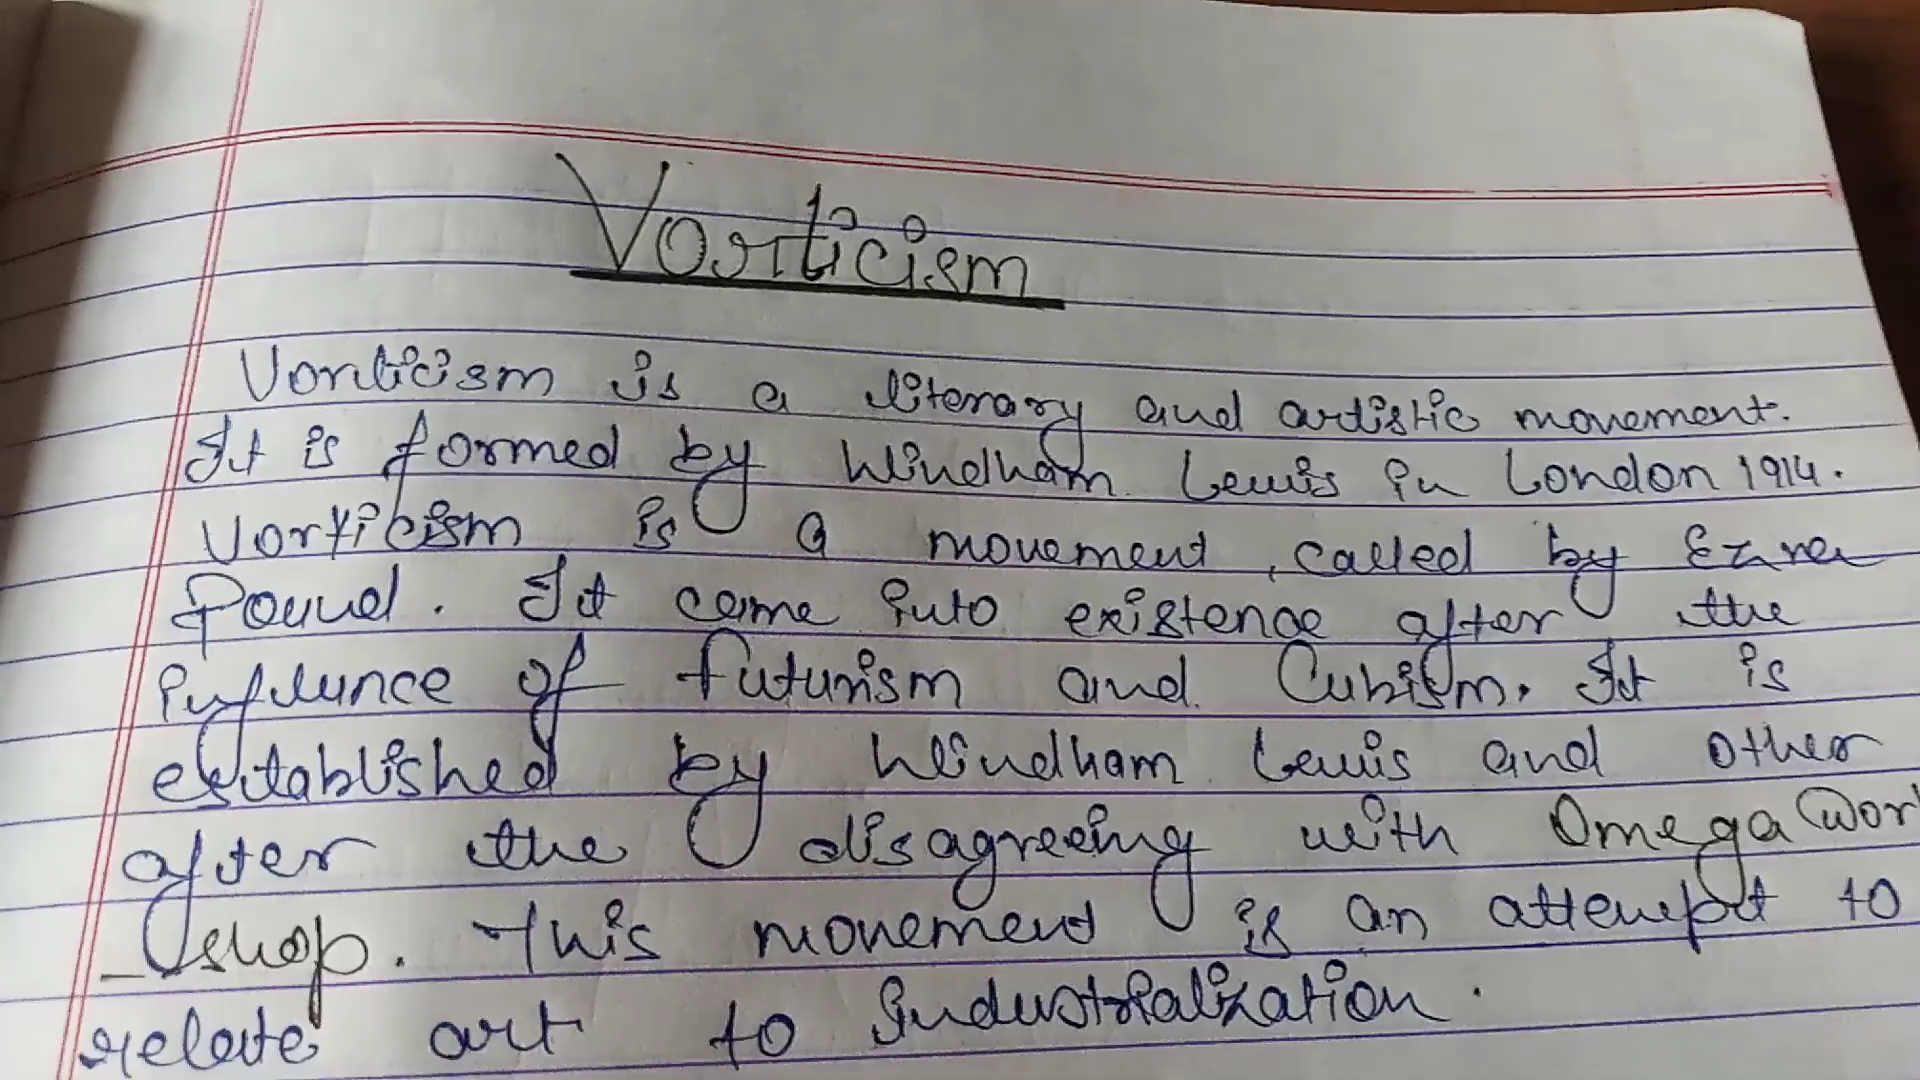 Vorticism
Vorticism is a literary and artistic movement.
It is formed by Windham Lewis in London 1914.
Vorticism is a movement, called by Ezra
Pound. It came into existence after the
influnce of futurism and Cubism. It is
established by Windham Lewis and other
after the disagreeing with Omega Wor
-shop. This movement is an attempt to
relate art to Industrialization.